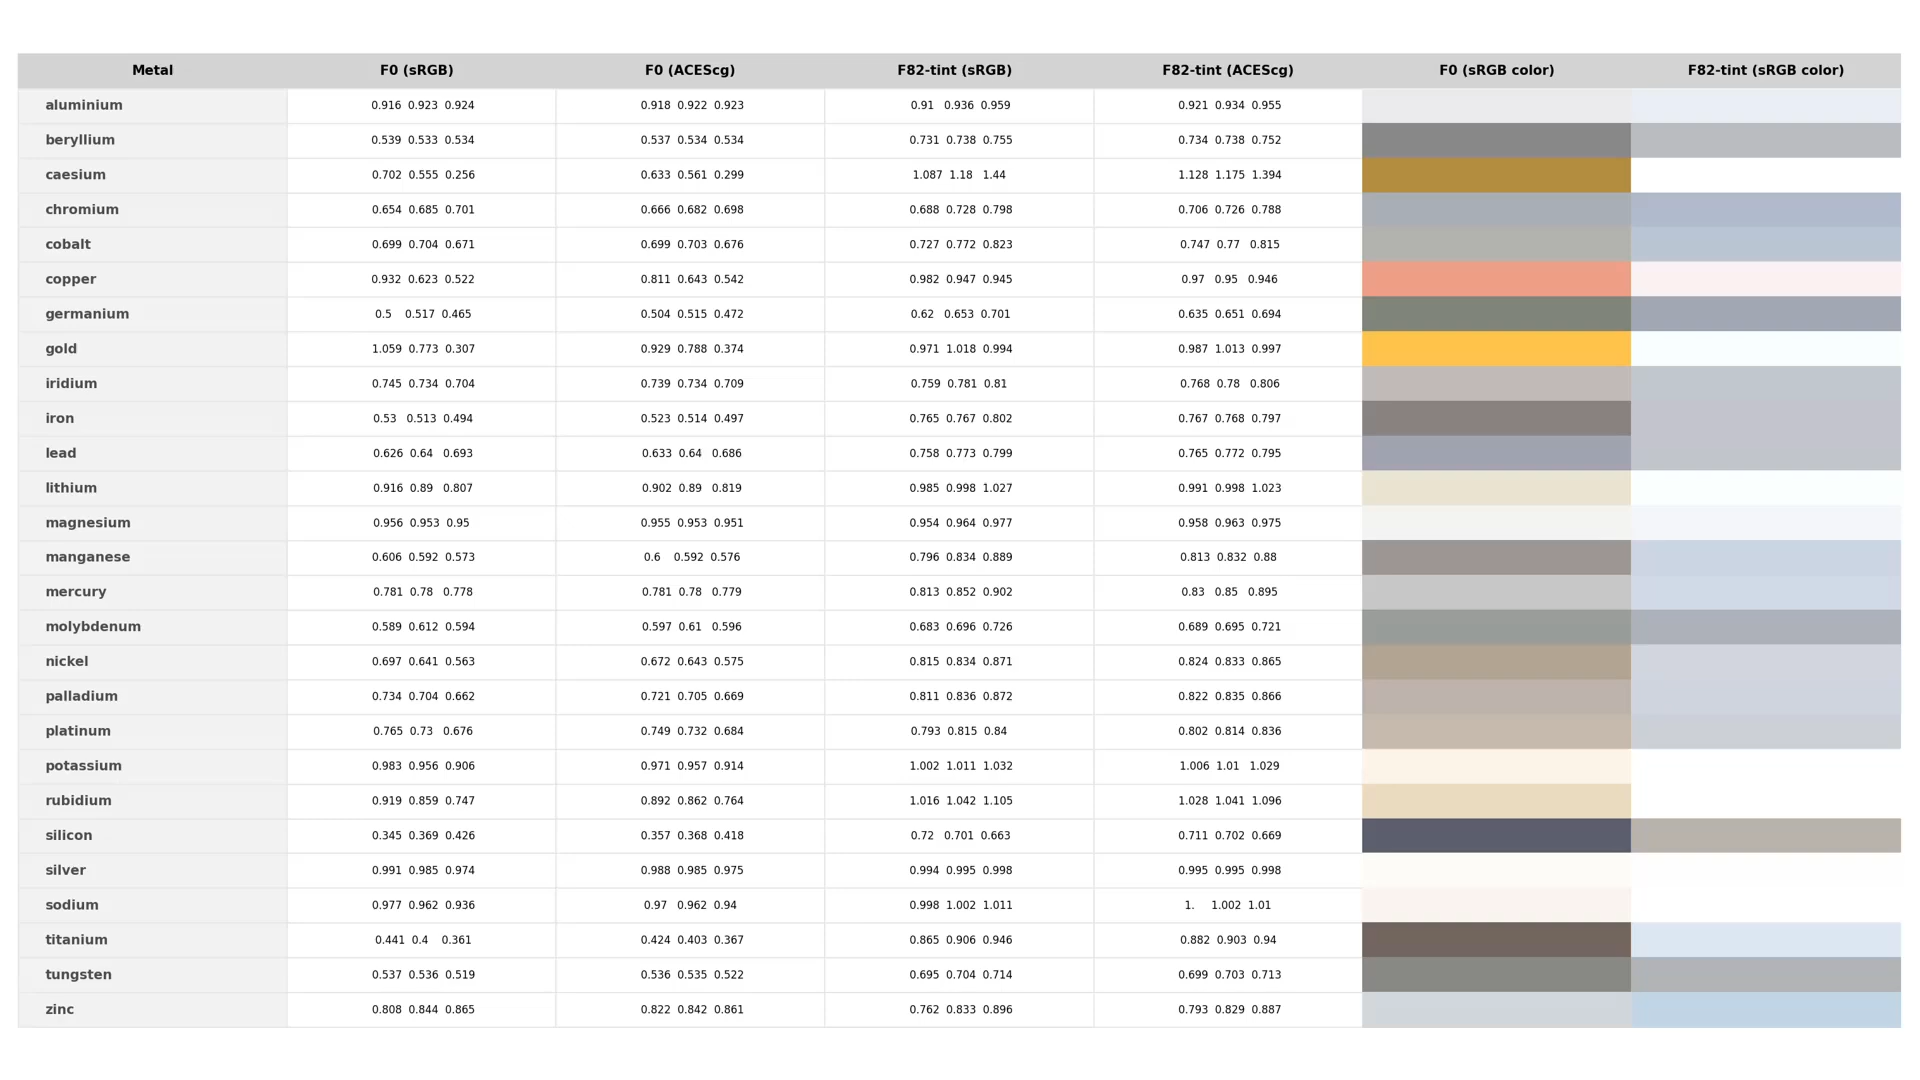 Metal F0 (sRGB) F0 (ACEScg) F82-tint (sRGB) F82-tint (ACEScg) F0 (sRGB color) F82-tint (sRGB color)
aluminium 0.916 0.923 0.924 0.918 0.922 0.923 0.91 0.936 0.959 0.921 0.934 0.955
beryllium 0.539 0.533 0.534 0.537 0.534 0.534 0.731 0.738 0.755 0.734 0.738 0.752
caesium 0.702 0.555 0.256 0.633 0.561 0.299 1.087 1.18 1.44 1.128 1.175 1.394
chromium 0.654 0.685 0.701 0.666 0.682 0.698 0.688 0.728 0.798 0.706 0.726 0.788
cobalt 0.699 0.704 0.671 0.699 0.703 0.676 0.727 0.772 0.823 0.747 0.77 0.815
copper 0.932 0.623 0.522 0.811 0.643 0.542 0.982 0.947 0.945 0.97 0.95 0.946
germanium 0.5 0.517 0.465 0.504 0.515 0.472 0.62 0.653 0.701 0.635 0.651 0.694
gold 1.059 0.773 0.307 0.929 0.788 0.374 0.971 1.018 0.994 0.987 1.013 0.997
iridium 0.745 0.734 0.704 0.739 0.734 0.709 0.759 0.781 0.81 0.768 0.78 0.806
iron 0.53 0.513 0.494 0.523 0.514 0.497 0.765 0.767 0.802 0.767 0.768 0.797
lead 0.626 0.64 0.693 0.633 0.64 0.686 0.758 0.773 0.799 0.765 0.772 0.795
lithium 0.916 0.89 0.807 0.902 0.89 0.819 0.985 0.998 1.027 0.991 0.998 1.023
magnesium 0.956 0.953 0.95 0.955 0.953 0.951 0.954 0.964 0.977 0.958 0.963 0.975
manganese 0.606 0.592 0.573 0.6 0.592 0.576 0.796 0.834 0.889 0.813 0.832 0.88
mercury 0.781 0.78 0.778 0.781 0.78 0.779 0.813 0.852 0.902 0.83 0.85 0.895
molybdenum 0.589 0.612 0.594 0.597 0.61 0.596 0.683 0.696 0.726 0.689 0.695 0.721
nickel 0.697 0.641 0.563 0.672 0.643 0.575 0.815 0.834 0.871 0.824 0.833 0.865
palladium 0.734 0.704 0.662 0.721 0.705 0.669 0.811 0.836 0.872 0.822 0.835 0.866
platinum 0.765 0.73 0.676 0.749 0.732 0.684 0.793 0.815 0.84 0.802 0.814 0.836
potassium 0.983 0.956 0.906 0.971 0.957 0.914 1.002 1.011 1.032 1.006 1.01 1.029
rubidium 0.919 0.859 0.747 0.892 0.862 0.764 1.016 1.042 1.105 1.028 1.041 1.096
silicon 0.345 0.369 0.426 0.357 0.368 0.418 0.72 0.701 0.663 0.711 0.702 0.669
silver 0.991 0.985 0.974 0.988 0.985 0.975 0.994 0.995 0.998 0.995 0.995 0.998
sodium 0.977 0.962 0.936 0.97 0.962 0.94 0.998 1.002 1.011 1. 1.002 1.01
titanium 0.441 0.4 0.361 0.424 0.403 0.367 0.865 0.906 0.946 0.882 0.903 0.94
tungsten 0.537 0.536 0.519 0.536 0.535 0.522 0.695 0.704 0.714 0.699 0.703 0.713
zinc 0.808 0.844 0.865 0.822 0.842 0.861 0.762 0.833 0.896 0.793 0.829 0.887